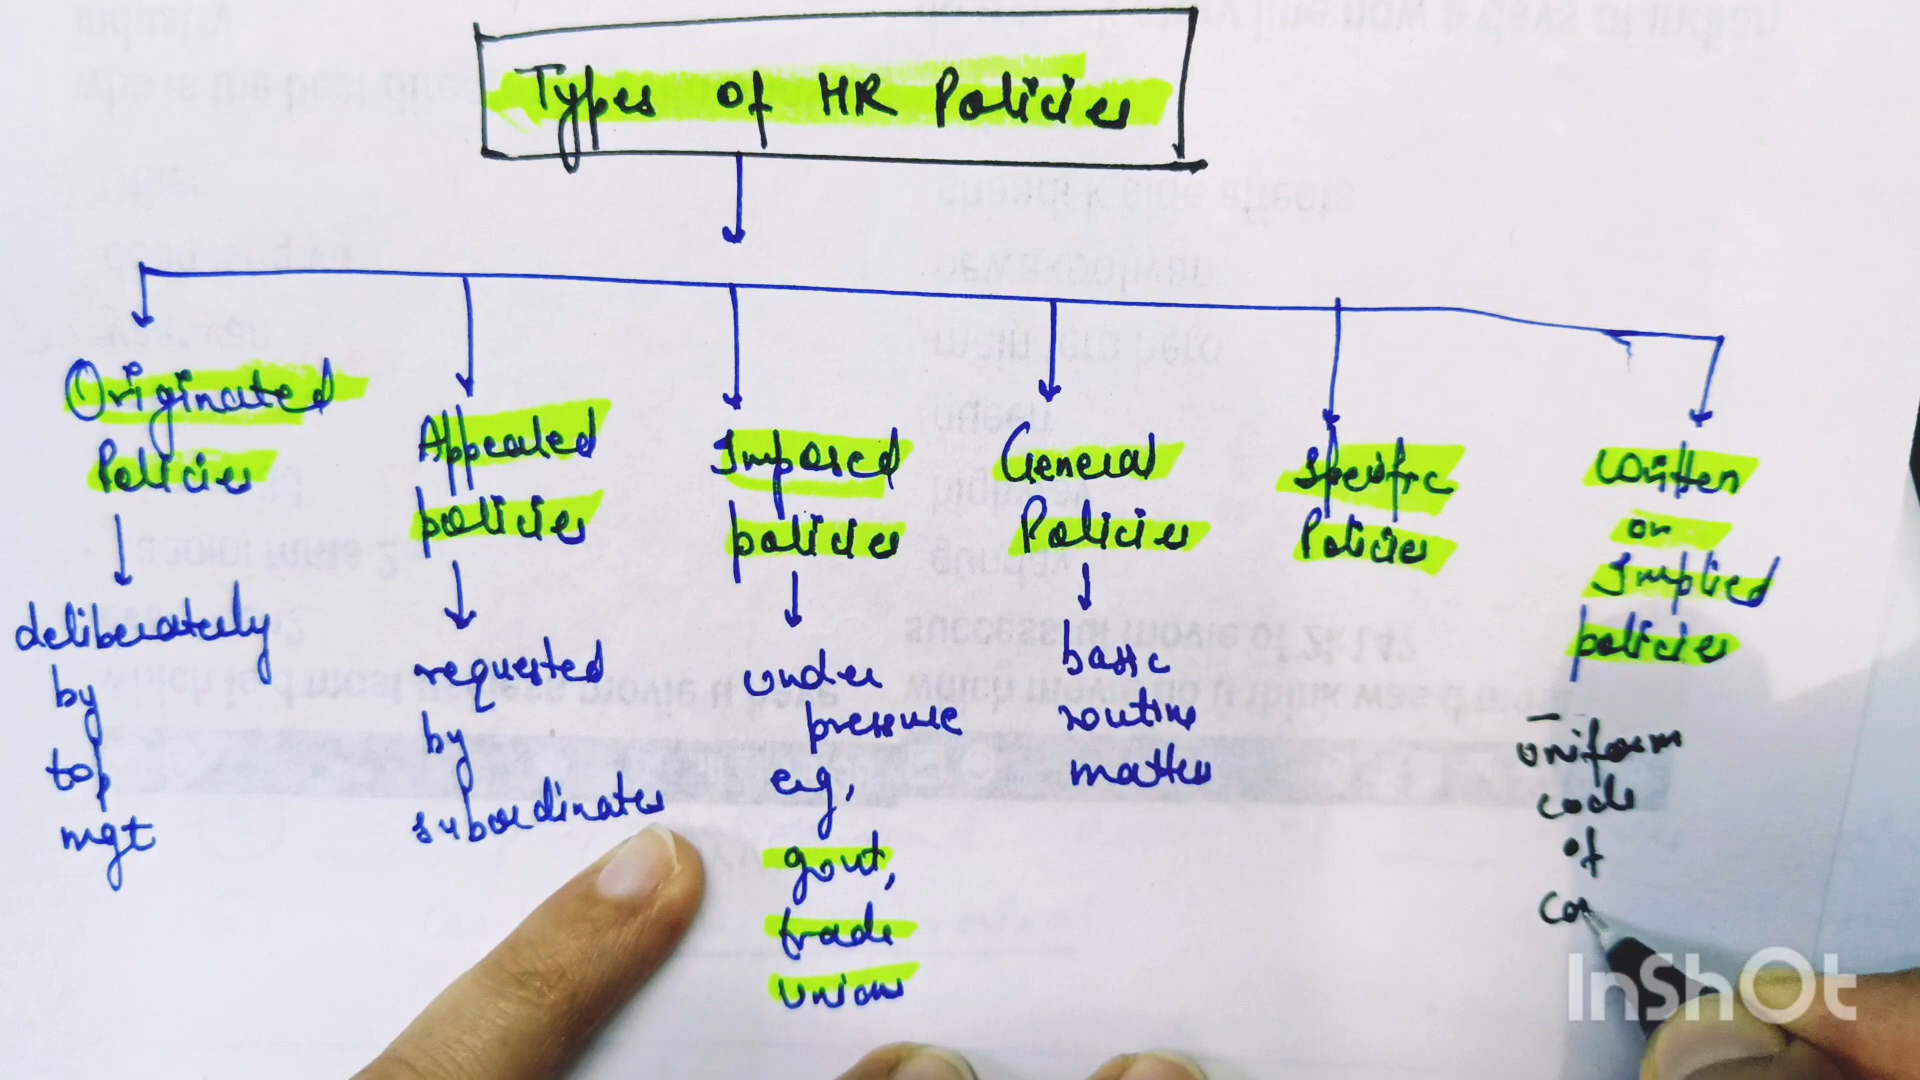 Types of HR Policies
Originated
Policies
deliberately
by
top
mgt
Appealed
policies
requested
by
subordinates
Imposed
policies
under
pressure
eg,
govt,
trade
union
General
Policies
basic
routine
matter
Specific
Policies
Written
or
Implied
policies
uniform
code
of
Co
InShOt